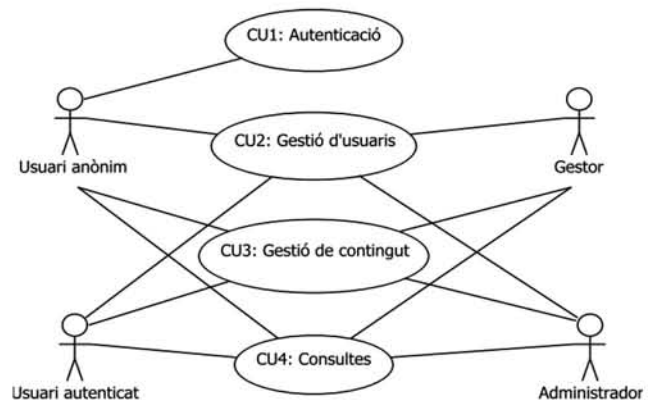 CU1: Autenticació
CU2: Gestió d'usuaris
Usuari anònim
Gestor
CU3: Gestió de contingut
CU4: Consultes
Usuari autenticat
Administrador